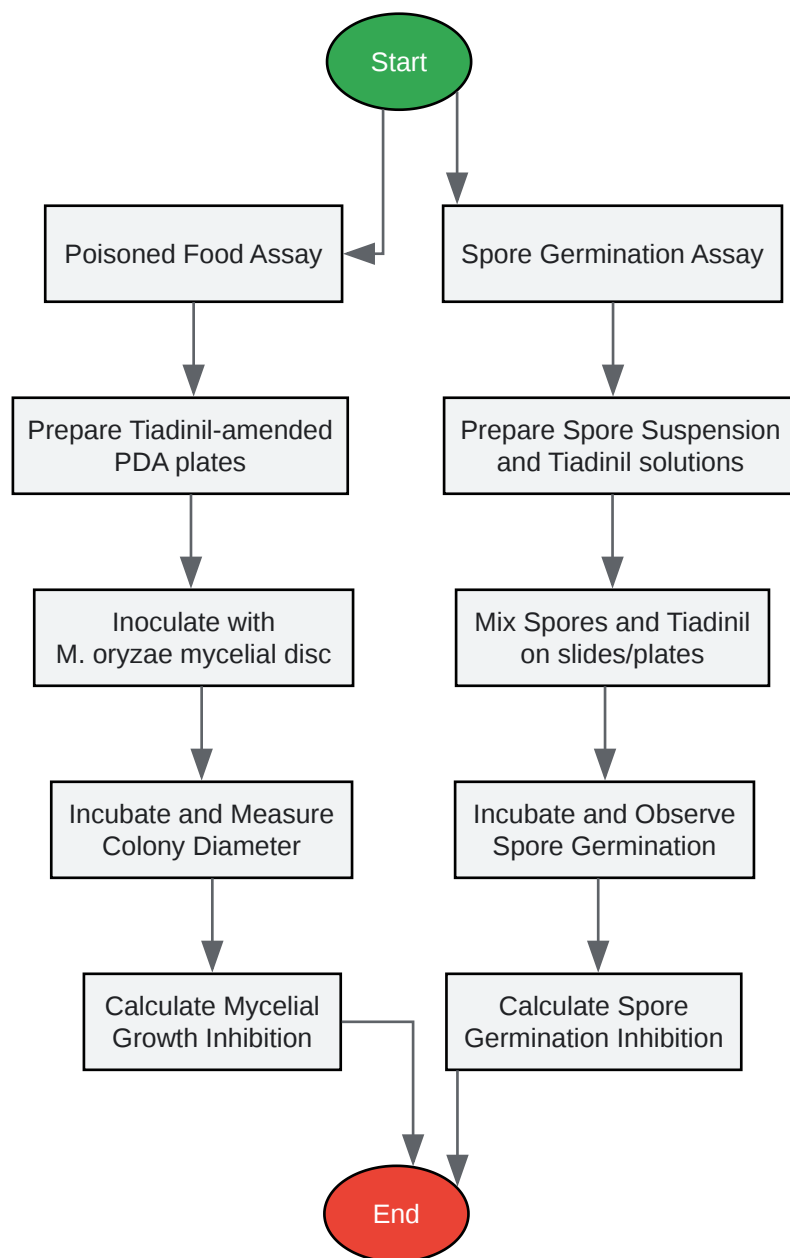 Start
Poisoned Food Assay
Spore Germination Assay
Prepare Tiadinil-amended
PDA plates
Prepare Spore Suspension
and Tiadinil solutions
Inoculate with
M. oryzae mycelial disc
Mix Spores and Tiadinil
on slides/plates
Incubate and Measure
Colony Diameter
Incubate and Observe
Spore Germination
Calculate Mycelial
Growth Inhibition
Calculate Spore
Germination Inhibition
End